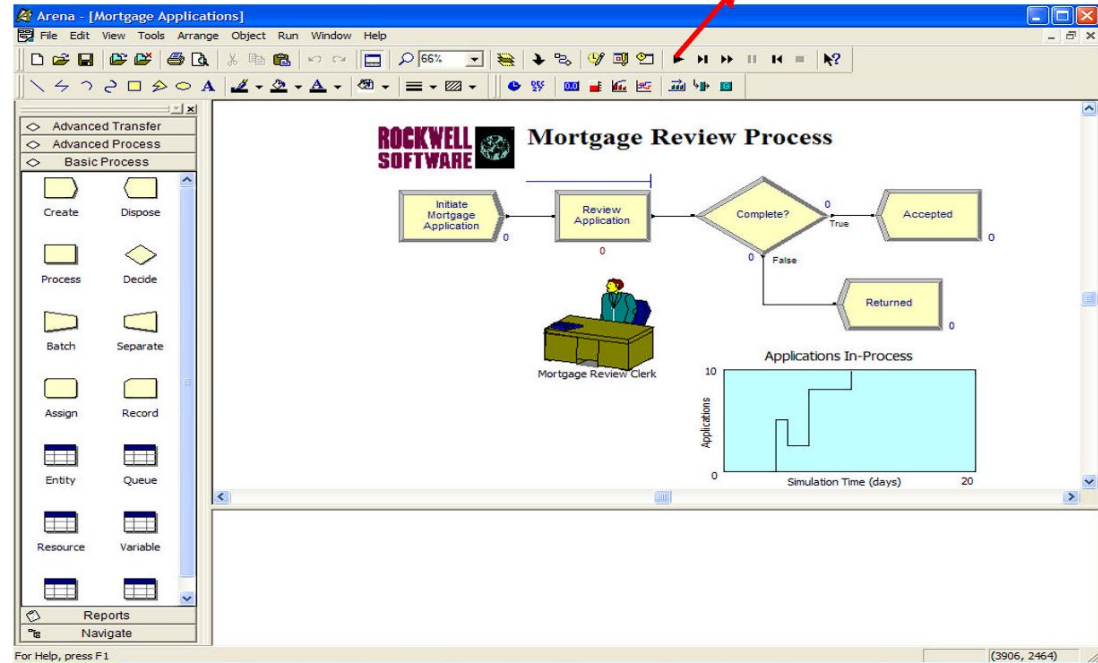 Arena - [Mortgage Applications]
File Edit View Tools Arrange Object Run Window Help
66%
A
Advanced Transfer
Advanced Process
Basic Process
Create Dispose
Process Decide
Batch Separate
Assign Record
Entity Queue
Resource Variable
Reports
Navigate
ROCKWELL
SOFTWARE
Mortgage Review Process
Initiate
Mortgage
Application
0
Review
Application
0
Complete?
0
True
0
False
Accepted
0
Returned
0
Mortgage Review Clerk
Applications In-Process
10
Applications
0
Simulation Time (days)
20
For Help, press F1
(3906, 2464)